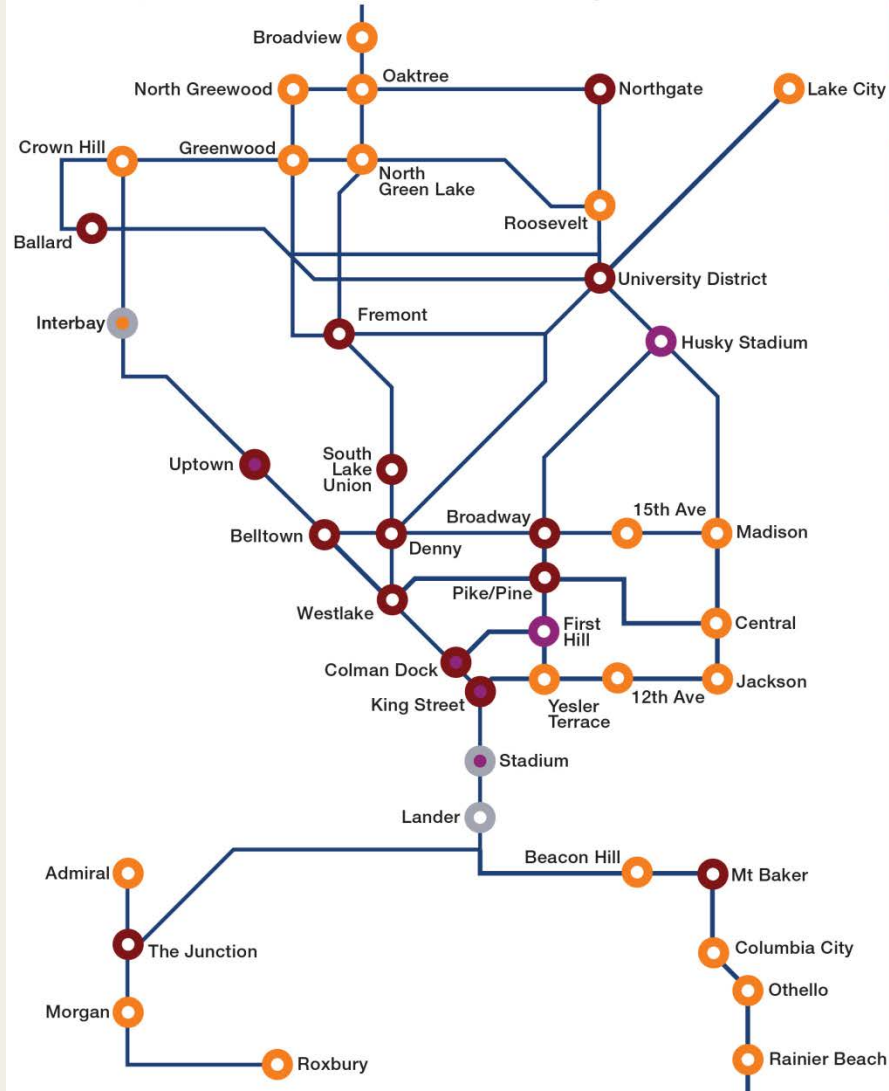 Broadview
North Greewood
Oaktree
Northgate
Lake City
Crown Hill
Greenwood
North
Green Lake
Roosevelt
Ballard
University District
Interbay
Fremont
Husky Stadium
Uptown
South
Lake
Union
Belltown
Denny
Broadway
15th Ave
Madison
Westlake
Pike/Pine
First
Hill
Central
Colman Dock
King Street
Yesler
Terrace
12th Ave
Jackson
Stadium
Lander
Beacon Hill
Mt Baker
Admiral
The Junction
Columbia City
Othello
Morgan
Roxbury
Rainier Beach